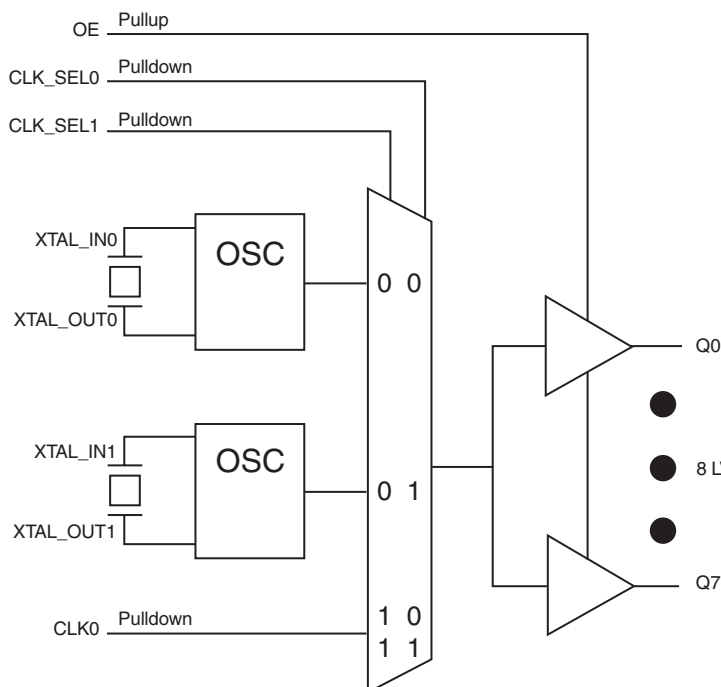 OE Pullup
CLK_SEL0 Pulldown
CLK_SEL1 Pulldown
XTAL_IN0
OSC
0 0
XTAL_OUT0
Q0
XTAL_IN1
OSC
8 L
0 1
XTAL_OUT1
Q7
1 0
CLK0 Pulldown
1 1